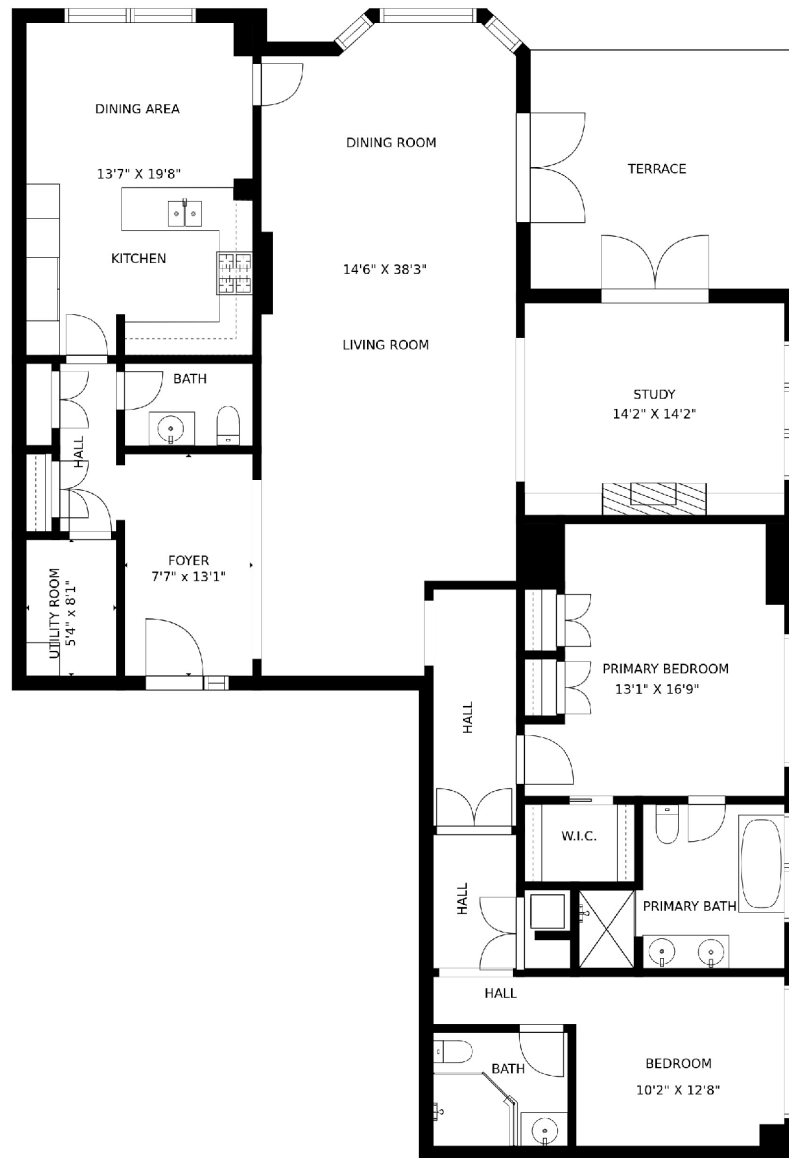 DINING AREA
13'7" X 19'8"
KITCHEN
DINING ROOM
14'6" X 38'3"
LIVING ROOM
TERRACE
STUDY
14'2" X 14'2"
BATH
HALL
FOYER
7'7" x 13'1"
UTILITY ROOM
5'4" x 8'1"
PRIMARY BEDROOM
13'1" X 16'9"
HALL
W.I.C.
PRIMARY BATH
HALL
HALL
BATH
BEDROOM
10'2" X 12'8"